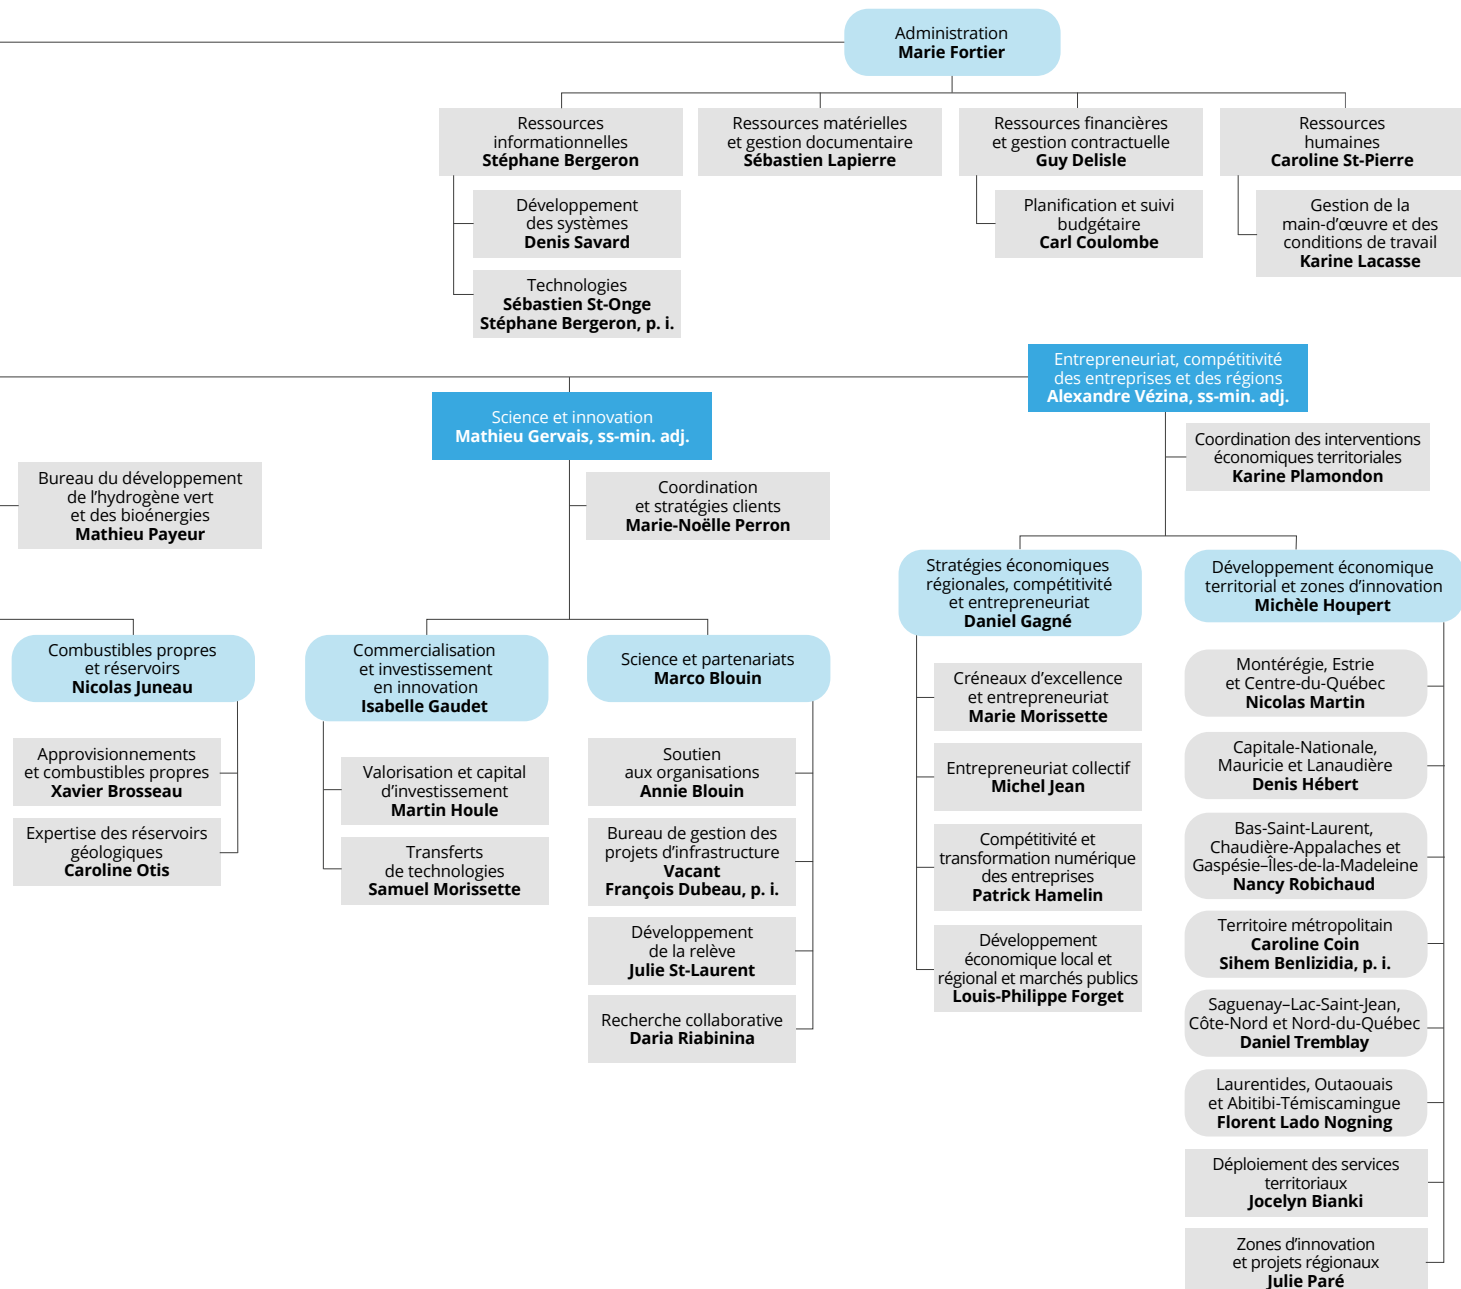 Administration
Marie Fortier
Ressources
informationnelles
Stéphane Bergeron
Ressources matérielles
et gestion documentaire
Sébastien Lapierre
Ressources financières
et gestion contractuelle
Guy Delisle
Ressources
humaines
Caroline St-Pierre
Développement
des systèmes
Denis Savard
Technologies
Sébastien St-Onge
Stéphane Bergeron, p. i.
Planification et suivi
budgétaire
Carl Coulombe
Gestion de la
main-d’œuvre et des
conditions de travail
Karine Lacasse
Entrepreneuriat, compétitivité
des entreprises et des régions
Alexandre Vézina, ss-min. adj.
Science et innovation
Mathieu Gervais, ss-min. adj.
Coordination des interventions
économiques territoriales
Karine Plamondon
Bureau du développement
de l’hydrogène vert
et des bioénergies
Mathieu Payeur
Coordination
et stratégies clients
Marie-Noëlle Perron
Combustibles propres
et réservoirs
Nicolas Juneau
Approvisionnements
et combustibles propres
Xavier Brosseau
Expertise des réservoirs
géologiques
Caroline Otis
Commercialisation
et investissement
en innovation
Isabelle Gaudet
Valorisation et capital
d’investissement
Martin Houle
Transferts
de technologies
Samuel Morissette
Science et partenariats
Marco Blouin
Soutien
aux organisations
Annie Blouin
Bureau de gestion des
projets d’infrastructure
Vacant
François Dubeau, p. i.
Développement
de la relève
Julie St-Laurent
Recherche collaborative
Daria Riabinina
Stratégies économiques
régionales, compétitivité
et entrepreneuriat
Daniel Gagné
Créneaux d’excellence
et entrepreneuriat
Marie Morissette
Entrepreneuriat collectif
Michel Jean
Compétitivité et
transformation numérique
des entreprises
Patrick Hamelin
Développement
économique local et
régional et marchés publics
Louis-Philippe Forget
Développement économique
territorial et zones d’innovation
Michèle Houpert
Montérégie, Estrie
et Centre-du-Québec
Nicolas Martin
Capitale-Nationale,
Mauricie et Lanaudière
Denis Hébert
Bas-Saint-Laurent,
Chaudière-Appalaches et
Gaspésie–Îles-de-la-Madeleine
Nancy Robichaud
Territoire métropolitain
Caroline Coin
Sihem Benlizidia, p. i.
Saguenay–Lac-Saint-Jean,
Côte-Nord et Nord-du-Québec
Daniel Tremblay
Laurentides, Outaouais
et Abitibi-Témiscamingue
Florent Lado Nogning
Déploiement des services
territoriaux
Jocelyn Bianki
Zones d’innovation
et projets régionaux
Julie Paré